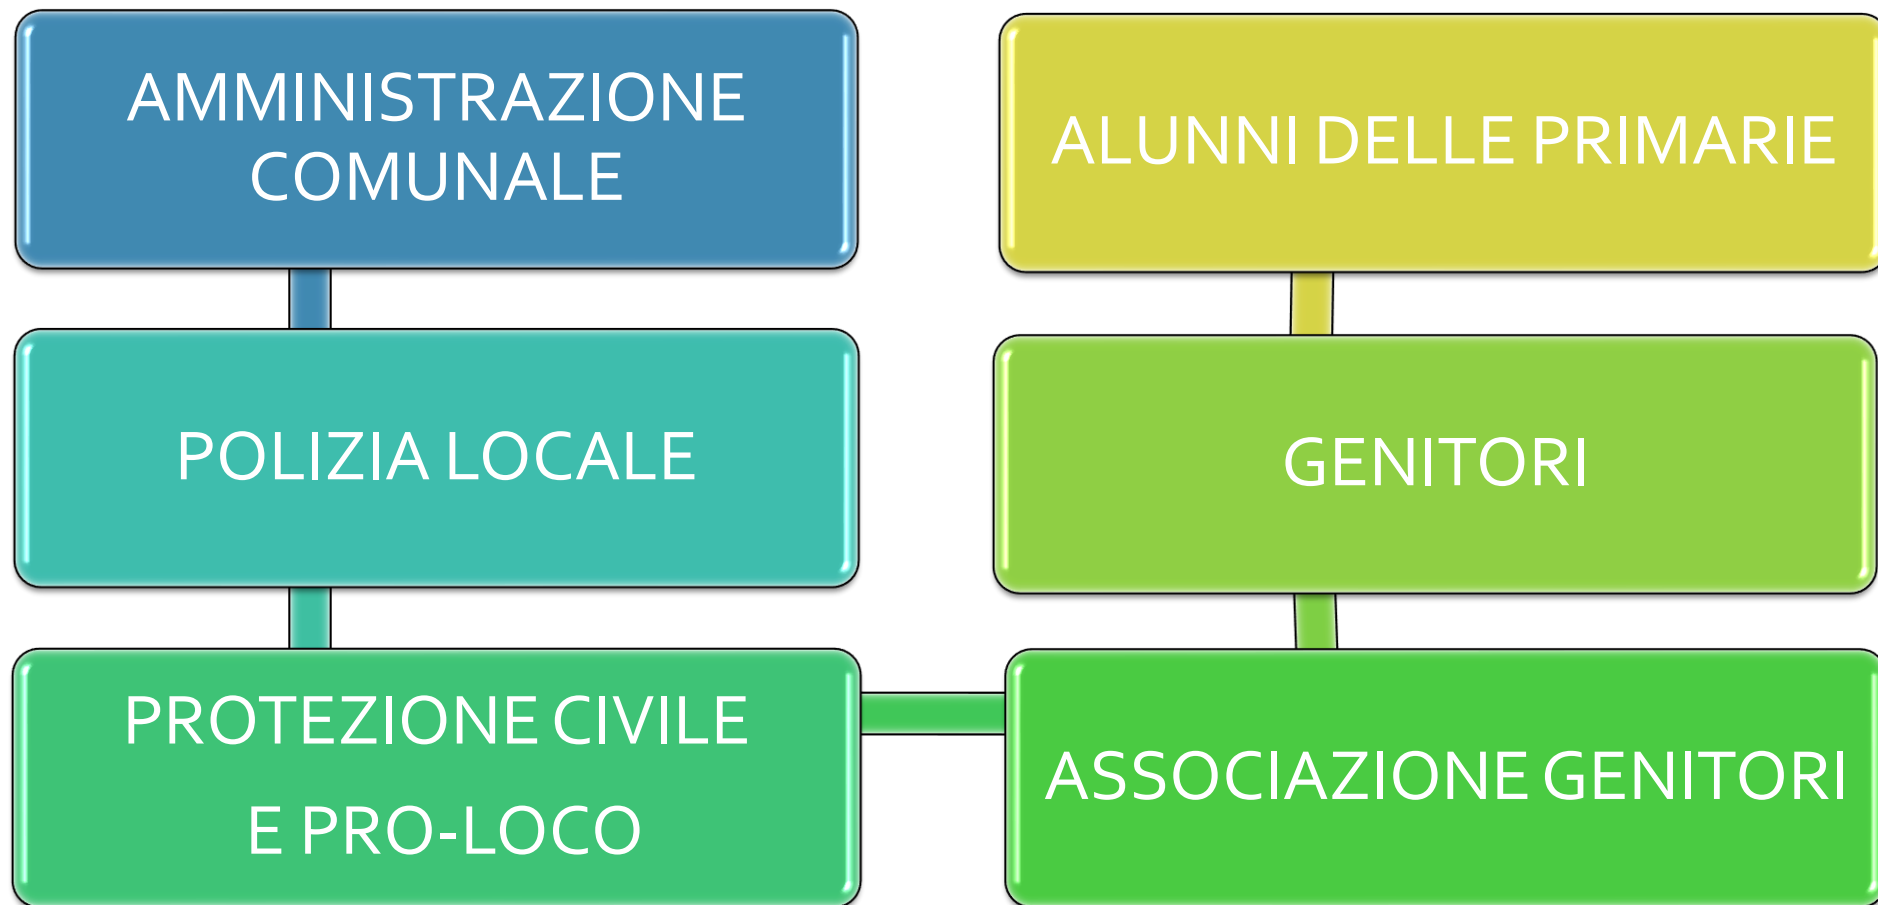 AMMINISTRAZIONE
COMUNALE
POLIZIA LOCALE
PROTEZIONE CIVILE
E PRO-LOCO
ASSOCIAZIONE GENITORI
GENITORI
ALUNNI DELLE PRIMARIE